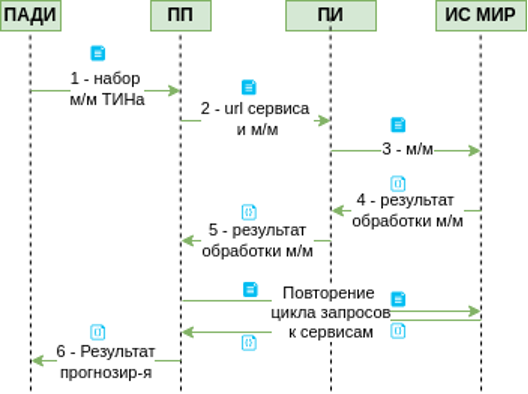 ПАДИ
ПП
ПИ
ИС МИР
1 - набор
м/м ТИНа
2 - url сервиса
и м/м
3 - м/м
4 - результат
обработки м/м
5 - результат
обработки м/м
Повторение
цикла запросов
к сервисам
6 - Результат
прогнозир-я